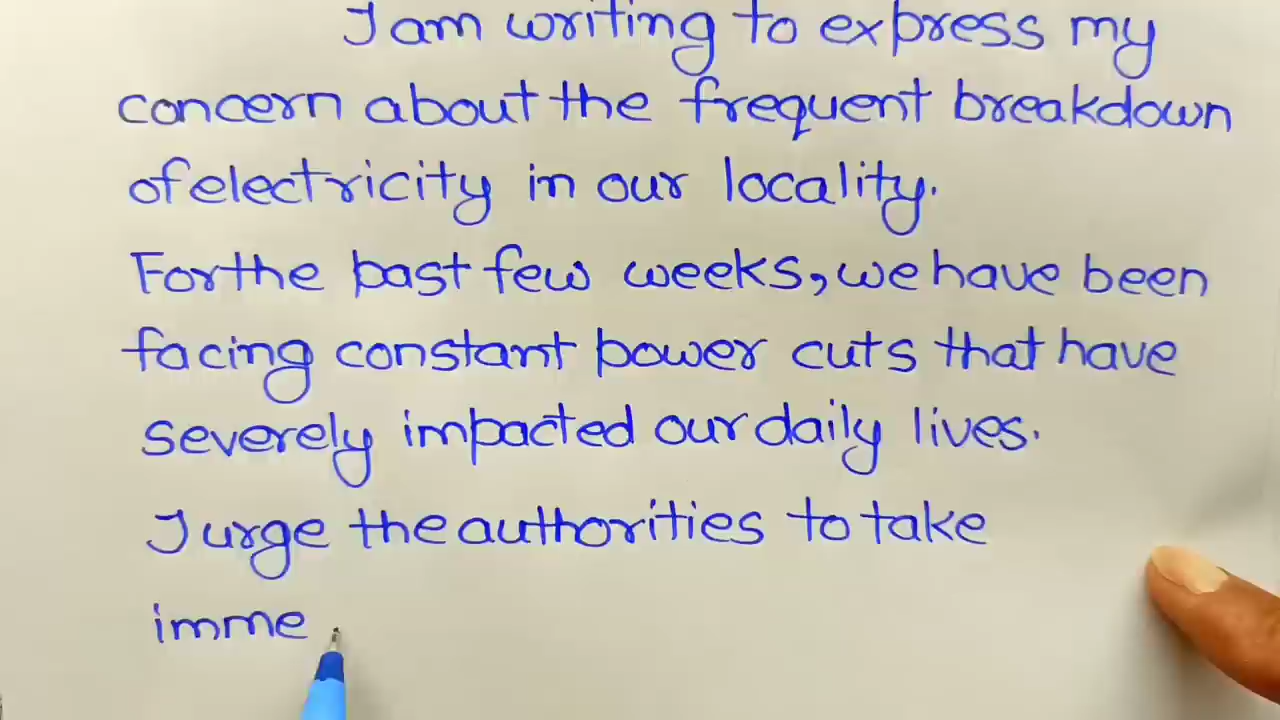 I am writing to express my
concern about the frequent breakdown
of electricity in our locality.
For the past few weeks, we have been
facing constant power cuts that have
severely impacted our daily lives.
I urge the authorities to take
imme